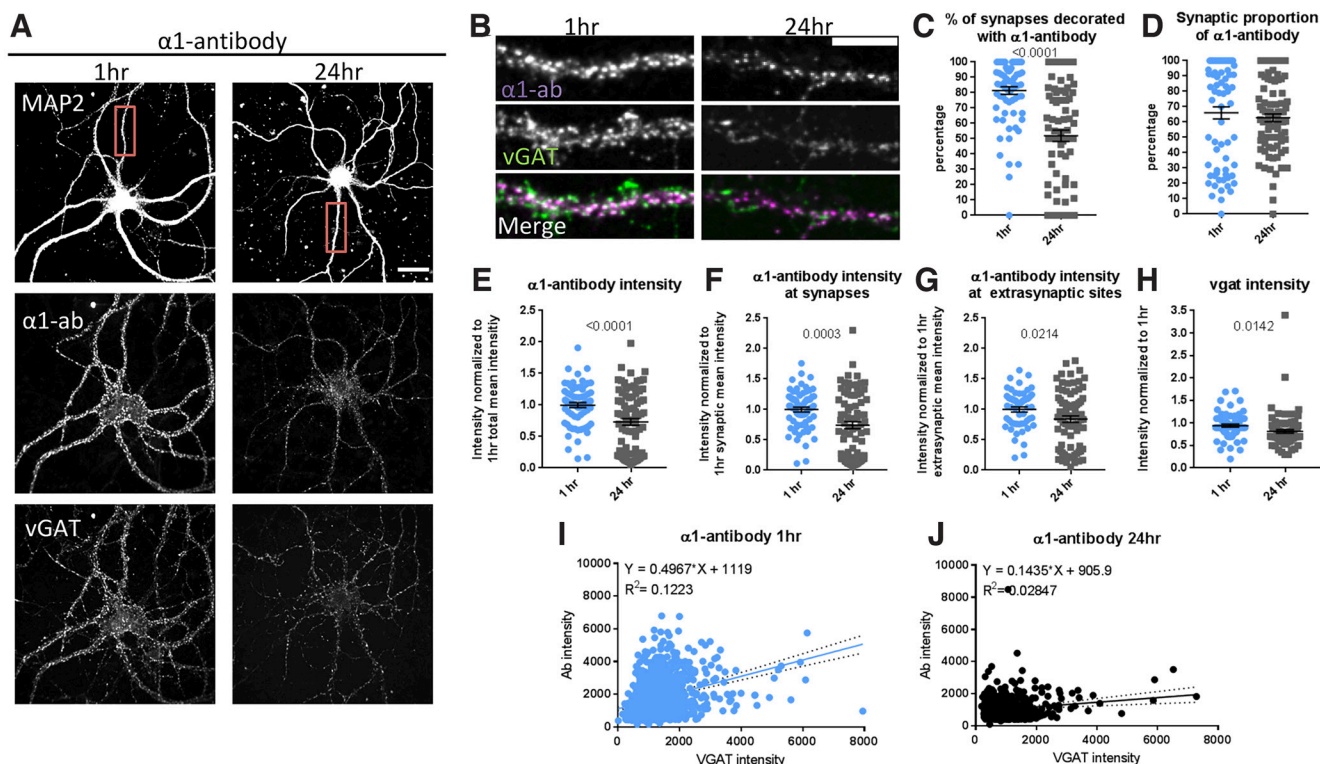 A
α1-antibody
1hr 24hr
MAP2
α1-ab
vGAT
B
1hr 24hr
α1-ab
vGAT
Merge
C
% of synapses decorated
with α1-antibody
<0.0001
percentage
100
90
80
70
60
50
40
30
20
10
0
1hr 24hr
D
Synaptic proportion
of α1-antibody
percentage
100
90
80
70
60
50
40
30
20
10
0
1hr 24hr
E
α1-antibody intensity
<0.0001
Intensity normalized to
1hr total mean intensitiy
2.5
2.0
1.5
1.0
0.5
0.0
1 hr 24 hr
F
α1-antibody intensity
at synapses
0.0003
Intensity normalized to
1hr synaptic mean intensity
2.5
2.0
1.5
1.0
0.5
0.0
1 hr 24 hr
G
α1-antibody intensity
at extrasynaptic sites
0.0214
Intensity normalized to 1hr
extrasynaptic mean intensity
2.5
2.0
1.5
1.0
0.5
0.0
1 hr 24 hr
H
vgat intensity
0.0142
Intensity normalized to 1hr
3.5
3.0
2.5
2.0
1.5
1.0
0.5
0.0
1 hr 24 hr
I
α1-antibody 1hr
Y = 0.4967*X + 1119
R²= 0.1223
Ab intensity
10000
8000
6000
4000
2000
0
0 2000 4000 6000 8000
VGAT intensity
J
α1-antibody 24hr
Y = 0.1435*X + 905.9
R²= 0.02847
Ab intensity
10000
8000
6000
4000
2000
0
0 2000 4000 6000 8000
VGAT intensity